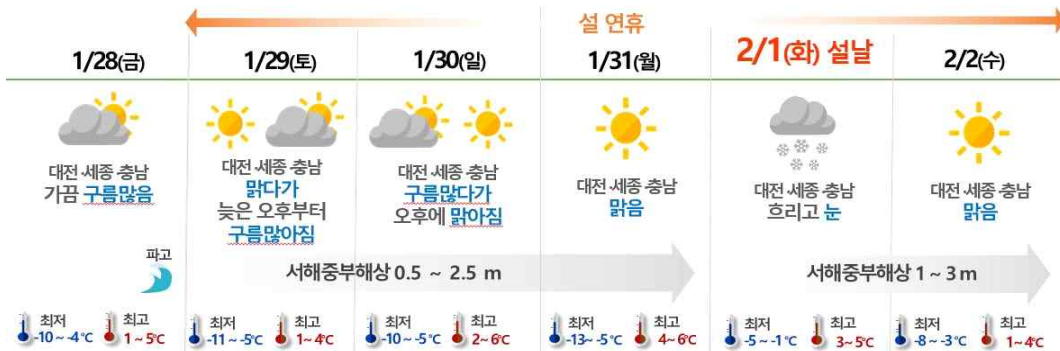 설 연휴
1/28(금)
1/29(토)
1/30(일)
1/31(월)
2/1(화) 설날
2/2(수)
대전·세종·충남
가끔 구름많음
대전·세종·충남
맑다가
늦은 오후부터
구름많아짐
대전·세종·충남
구름많다가
오후에 맑아짐
대전·세종·충남
맑음
대전·세종·충남
흐리고 눈
대전·세종·충남
맑음
파고
서해중부해상 0.5 ~ 2.5 m
서해중부해상 1 ~ 3 m
최저
-10 ~ -4℃
최고
1 ~ 5℃
최저
-11 ~ -5℃
최고
1~ 4℃
최저
-10 ~ -5℃
최고
2~ 6℃
최저
-13~ -5℃
최고
4~ 6℃
최저
-5 ~ -1℃
최고
3~ 5℃
최저
-8 ~ -3℃
최고
1~ 4℃